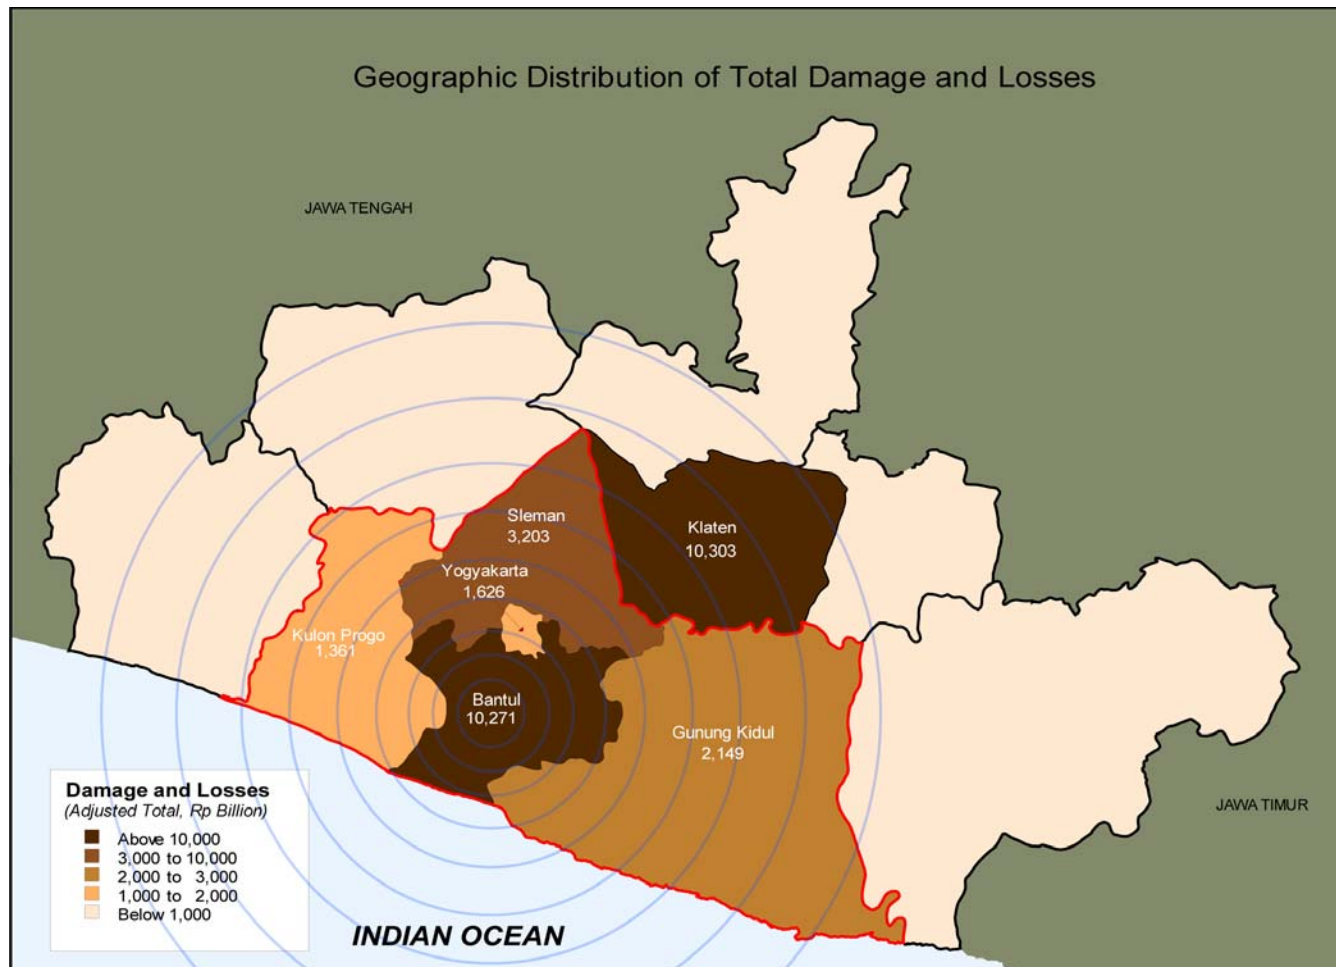 Geographic Distribution of Total Damage and Losses
JAWA TENGAH
Sleman
3,203
Klaten
10,303
Yogyakarta
1,626
Kulon Progo
1,361
Bantul
10,271
Gunung Kidul
2,149
JAWA TIMUR
Damage and Losses
(Adjusted Total, Rp Billion)
Above 10,000
3,000 to 10,000
2,000 to 3,000
1,000 to 2,000
Below 1,000
INDIAN OCEAN